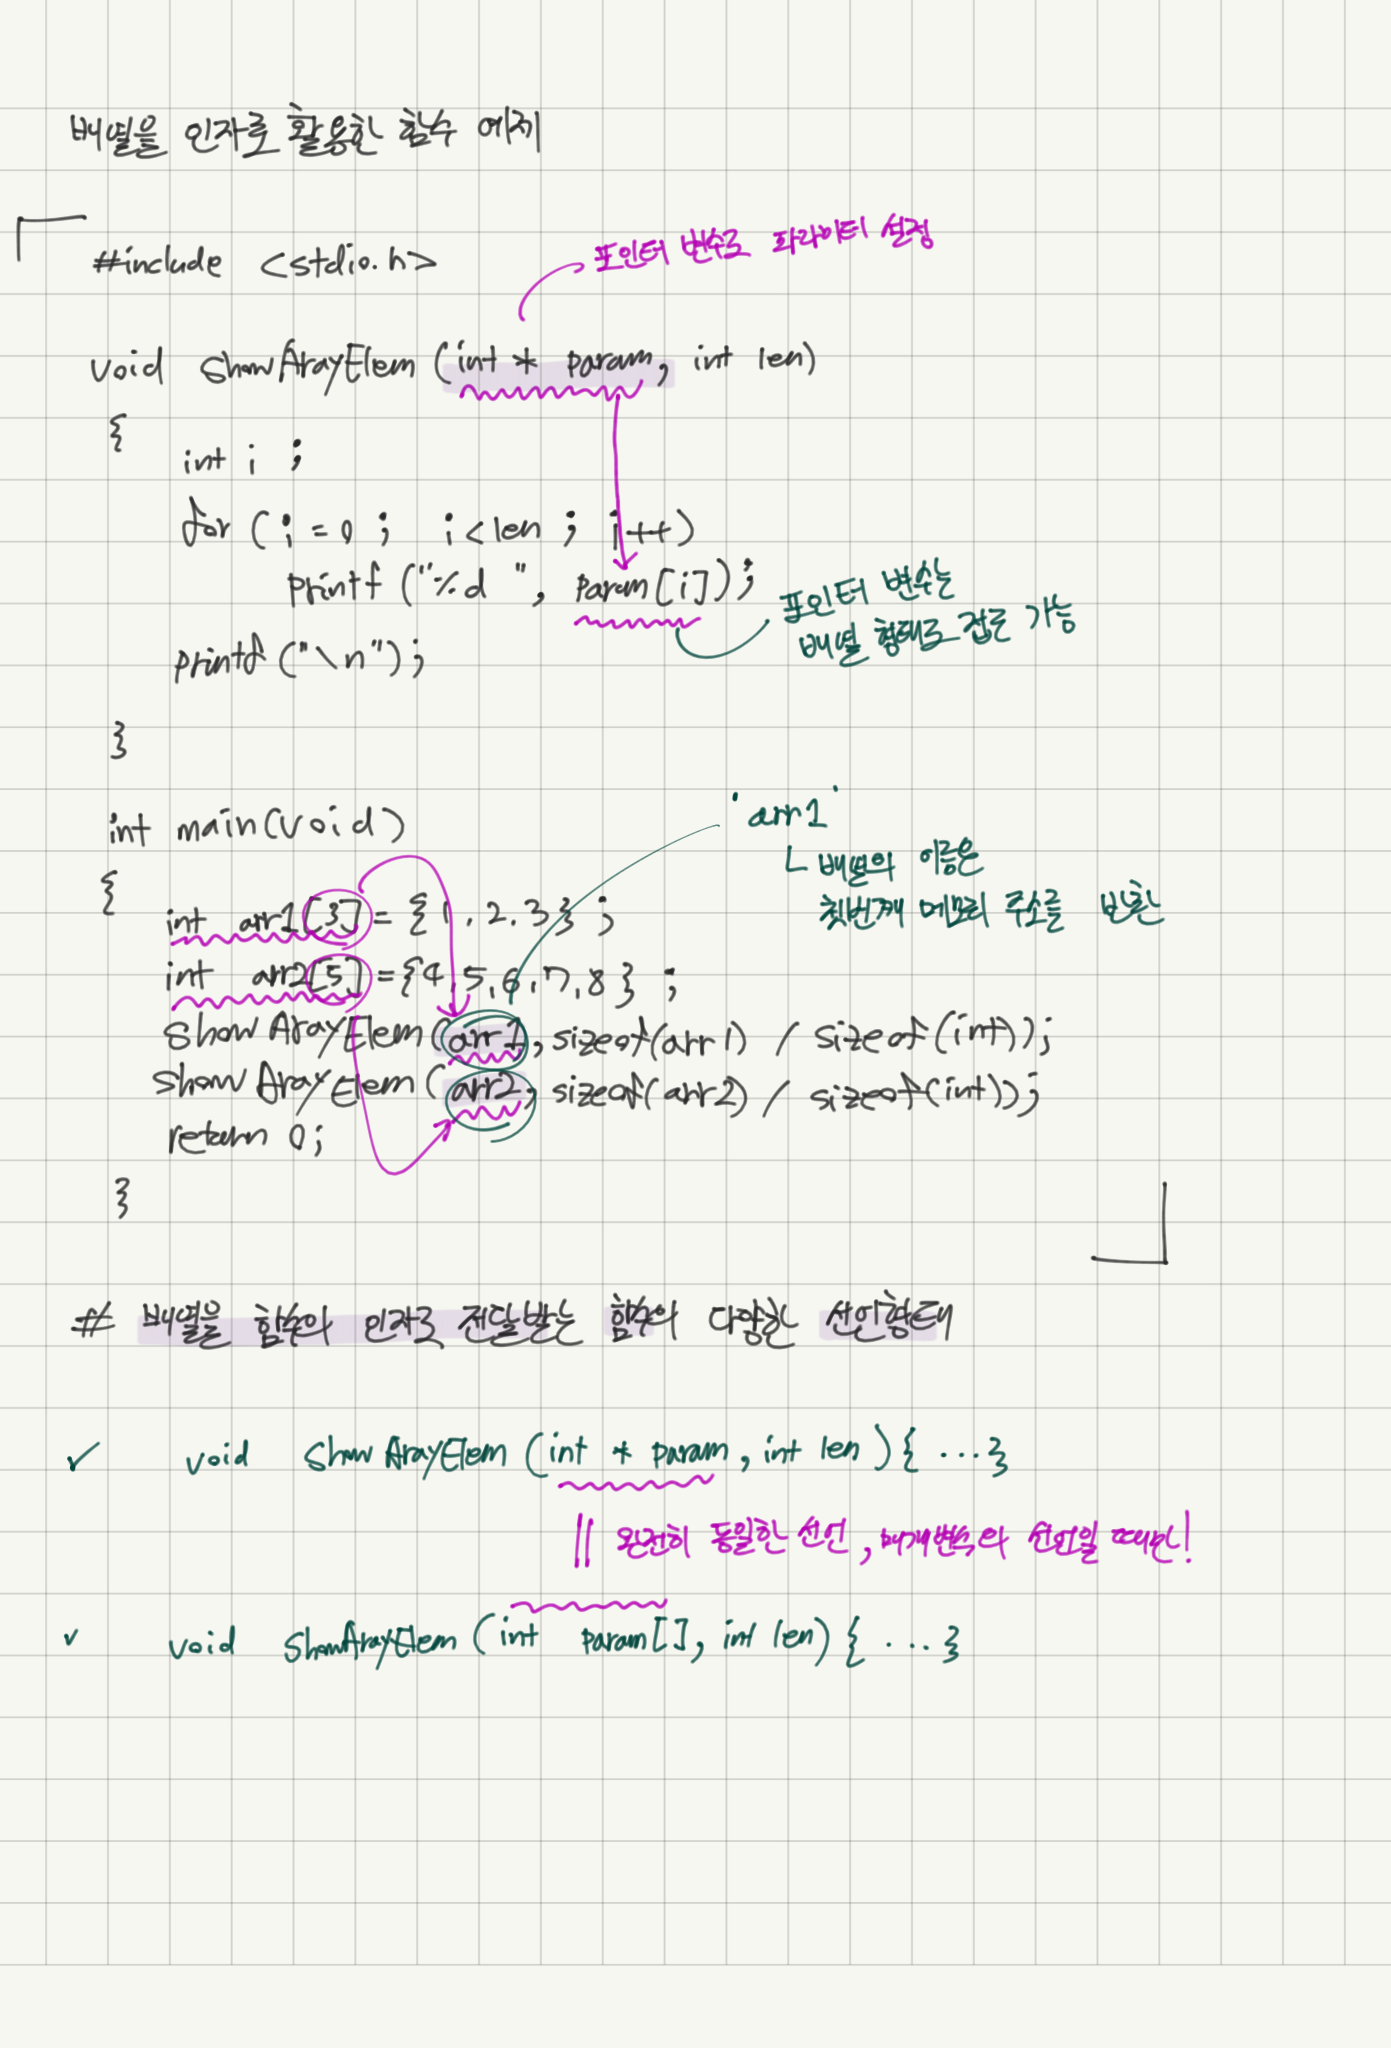 배열을 인자로 활용한 함수 예제
포인터 변수로 파라미터 설정
#include <stdio.h>
void ShowArayElem (int * param, int len)
{
int i ;
for (i = 0 ; i < len ; i++)
printf ("%d ", param[i]);
포인터 변수는
배열 형태로 접근 가능
printf ("\n");
}
'arr1'
int main(void)
ㄴ 배열의 이름은
첫번째 메모리 주소를 반환
{
int arr1[3] = {1, 2, 3} ;
int arr2[5] = {4, 5, 6, 7, 8 } ;
Show ArayElem (arr1, sizeof(arr1) / sizeof(int));
Show ArayElem (arr2, sizeof(arr2) / sizeof(int));
return 0;
}
# 배열을 함수의 인자로 전달받는 함수의 다양한 선언형태
✓ void Show ArayElem (int * param, int len ) { ...}
|| 완전히 동일한 선언, 매개변수의 선언일 때만!
✓ void ShowArayElem (int param[], int len) { ... }